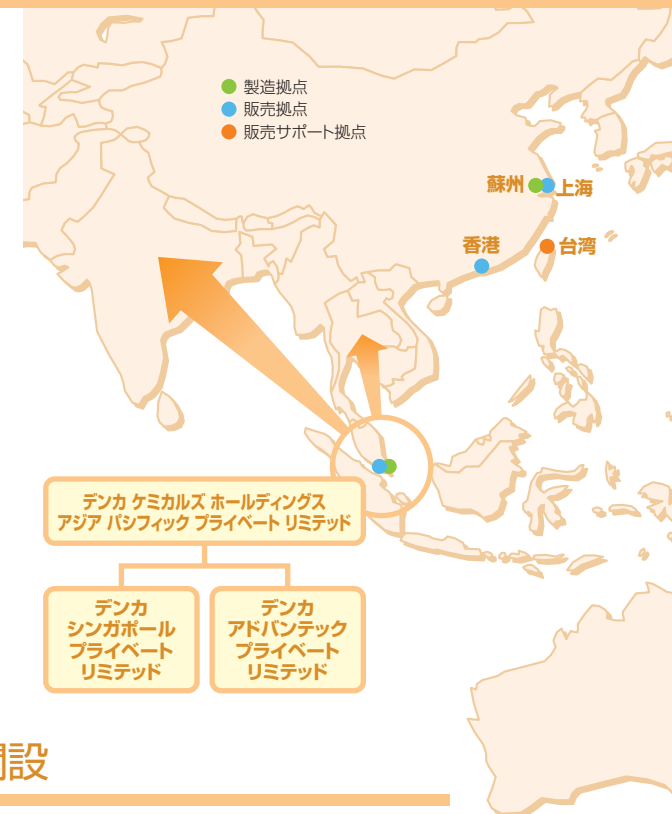 製造拠点
販売拠点
販売サポート拠点
蘇州
上海
香港
台湾
デンカ ケミカルズ ホールディングス
アジア パシフィック プライベート リミテッド
デンカ
シンガポール
プライベート
リミテッド
デンカ
アドバンテック
プライベート
リミテッド
設